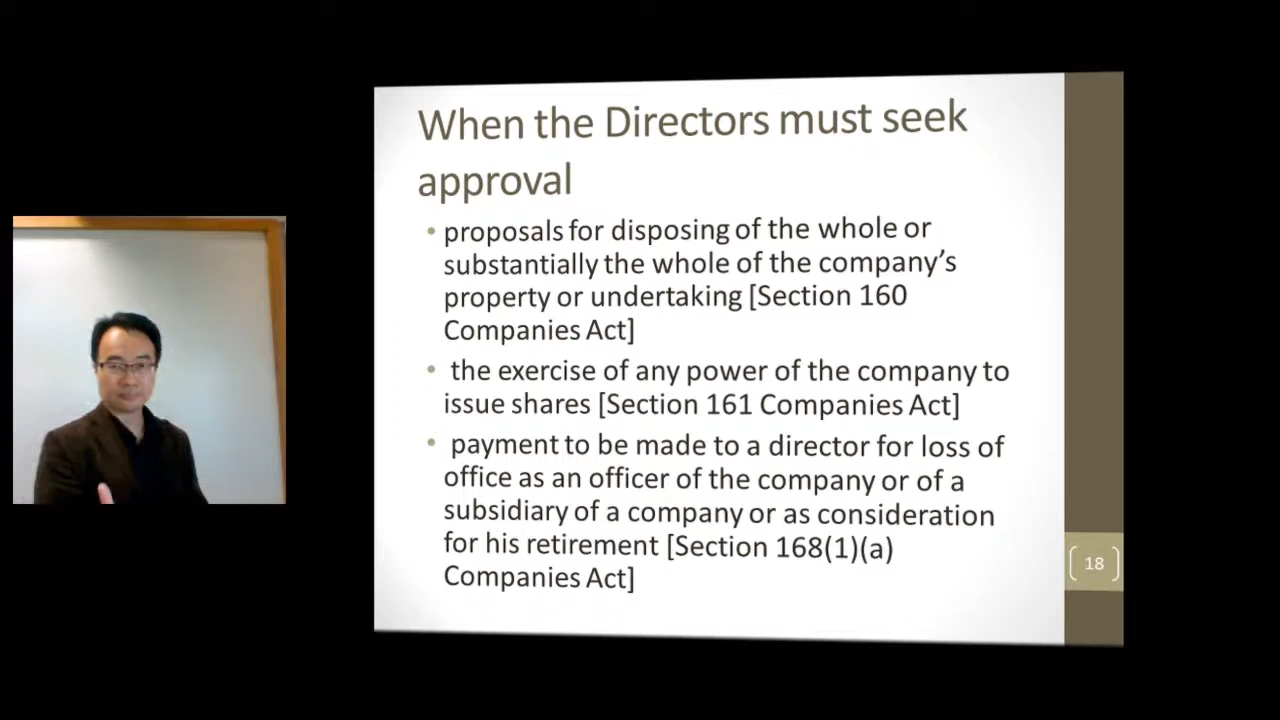 When the Directors must seek
approval
• proposals for disposing of the whole or
substantially the whole of the company’s
property or undertaking [Section 160
Companies Act]
• the exercise of any power of the company to
issue shares [Section 161 Companies Act]
• payment to be made to a director for loss of
office as an officer of the company or of a
subsidiary of a company or as consideration
for his retirement [Section 168(1)(a)
Companies Act]
18